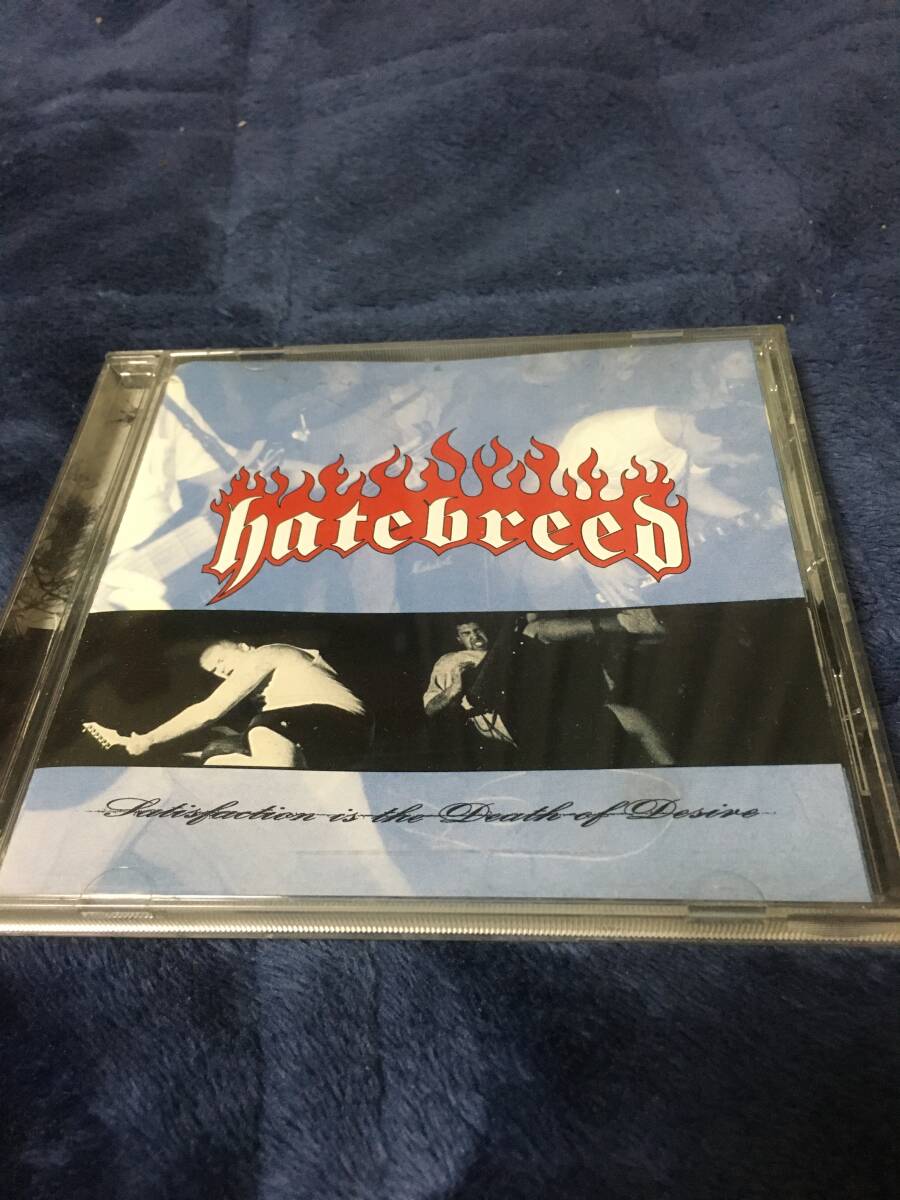 hatebreed
Satisfaction is the Death of Desire